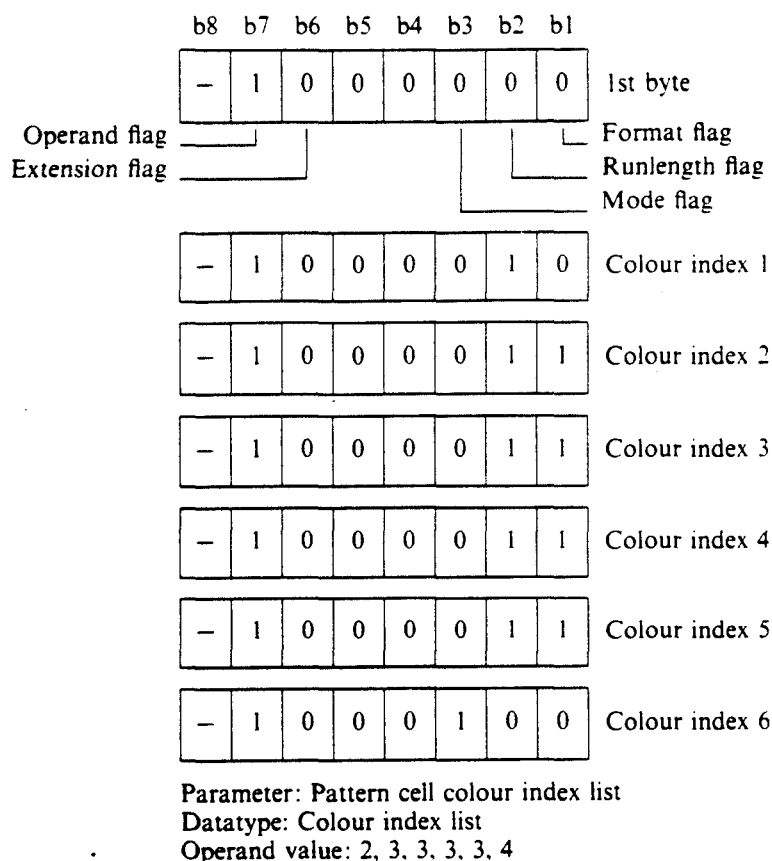 b8 b7 b6 b5 b4 b3 b2 b1
– 1 0 0 0 0 0 0 1st byte
Operand flag Format flag
Extension flag Runlength flag
Mode flag
– 1 0 0 0 0 1 0 Colour index 1
– 1 0 0 0 0 1 1 Colour index 2
– 1 0 0 0 0 1 1 Colour index 3
– 1 0 0 0 0 1 1 Colour index 4
– 1 0 0 0 0 1 1 Colour index 5
– 1 0 0 0 1 0 0 Colour index 6
Parameter: Pattern cell colour index list
Datatype: Colour index list
Operand value: 2, 3, 3, 3, 3, 4